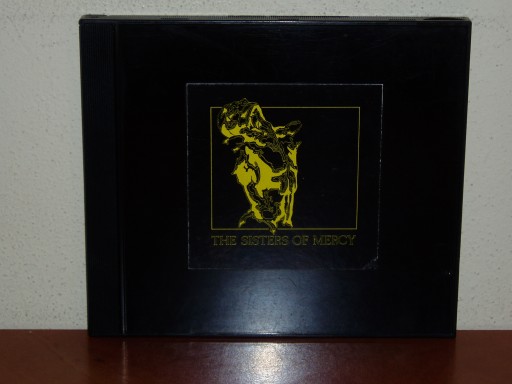 THE SISTERS OF MERCY